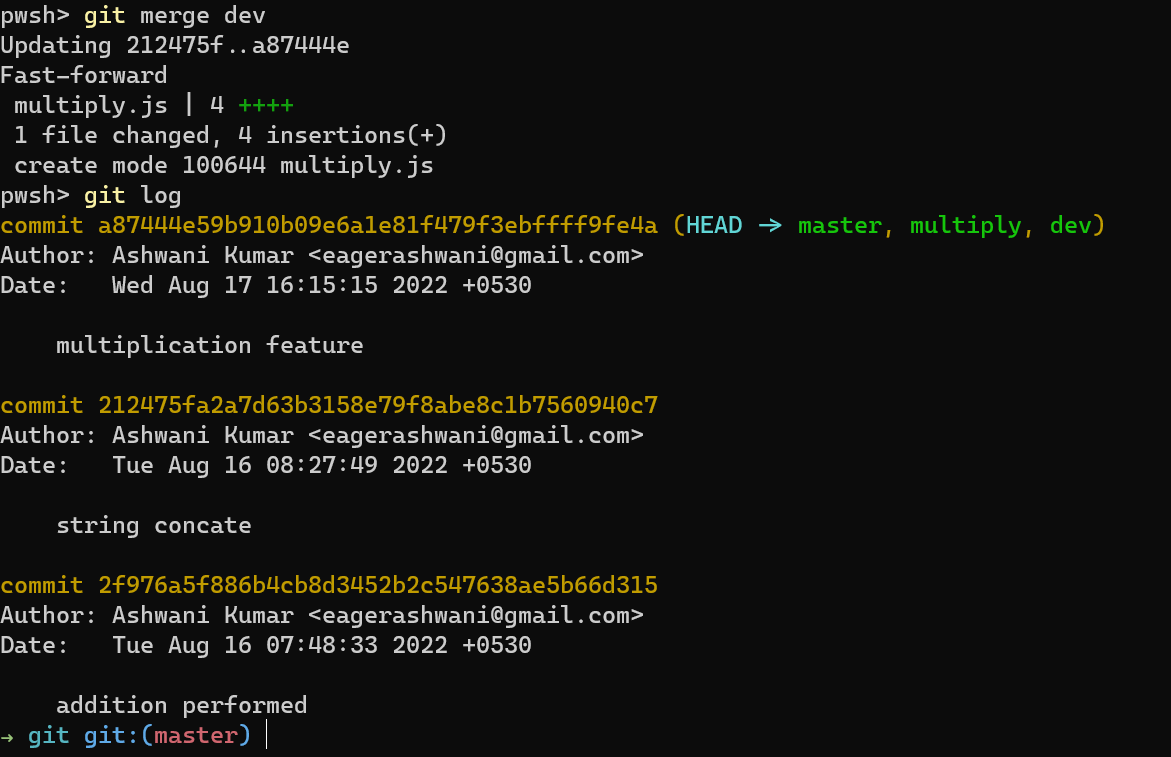 pwsh> git merge dev
Updating 212475f..a87444e
Fast-forward
 multiply.js | 4 ++++
 1 file changed, 4 insertions(+)
 create mode 100644 multiply.js
pwsh> git log
commit a87444e59b910b09e6a1e81f479f3ebffff9fe4a (HEAD -> master, multiply, dev)
Author: Ashwani Kumar <eagerashwani@gmail.com>
Date:   Wed Aug 17 16:15:15 2022 +0530

    multiplication feature

commit 212475fa2a7d63b3158e79f8abe8c1b7560940c7
Author: Ashwani Kumar <eagerashwani@gmail.com>
Date:   Tue Aug 16 08:27:49 2022 +0530

    string concate

commit 2f976a5f886b4cb8d3452b2c547638ae5b66d315
Author: Ashwani Kumar <eagerashwani@gmail.com>
Date:   Tue Aug 16 07:48:33 2022 +0530

    addition performed
→ git git:(master)